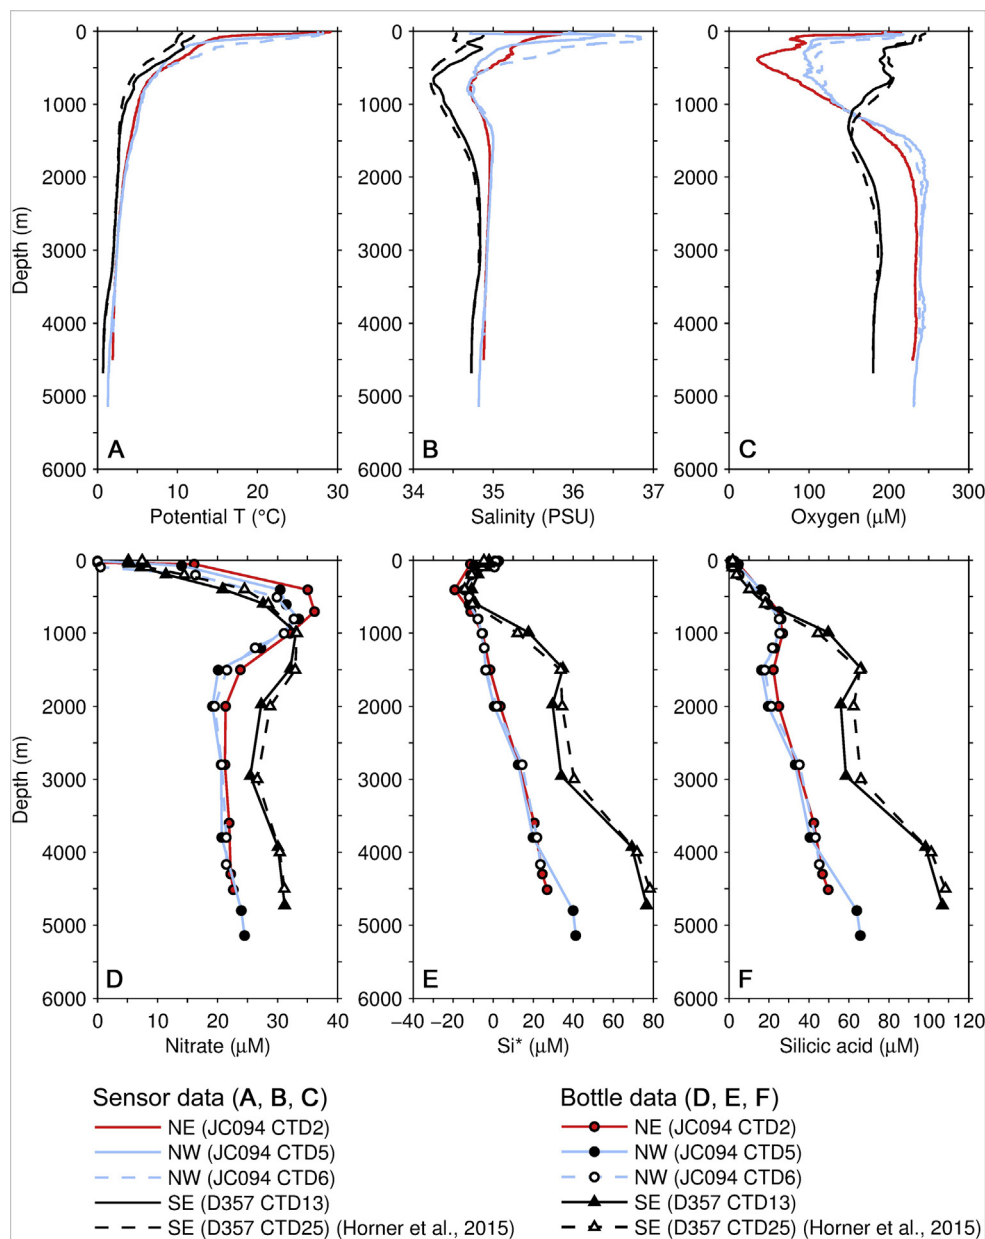 0
1000
2000
3000
4000
5000
6000
Depth (m)
A
0 10 20 30
Potential T (°C)
0
1000
2000
3000
4000
5000
6000
B
34 35 36 37
Salinity (PSU)
0
1000
2000
3000
4000
5000
6000
C
0 100 200 300
Oxygen (µM)
0
1000
2000
3000
4000
5000
6000
Depth (m)
D
0 10 20 30 40
Nitrate (µM)
0
1000
2000
3000
4000
5000
6000
E
−40 −20 0 20 40 60 80
Si* (µM)
0
1000
2000
3000
4000
5000
6000
F
0 20 40 60 80 100 120
Silicic acid (µM)
Sensor data (A, B, C)
NE (JC094 CTD2)
NW (JC094 CTD5)
NW (JC094 CTD6)
SE (D357 CTD13)
SE (D357 CTD25) (Horner et al., 2015)
Bottle data (D, E, F)
NE (JC094 CTD2)
NW (JC094 CTD5)
NW (JC094 CTD6)
SE (D357 CTD13)
SE (D357 CTD25) (Horner et al., 2015)